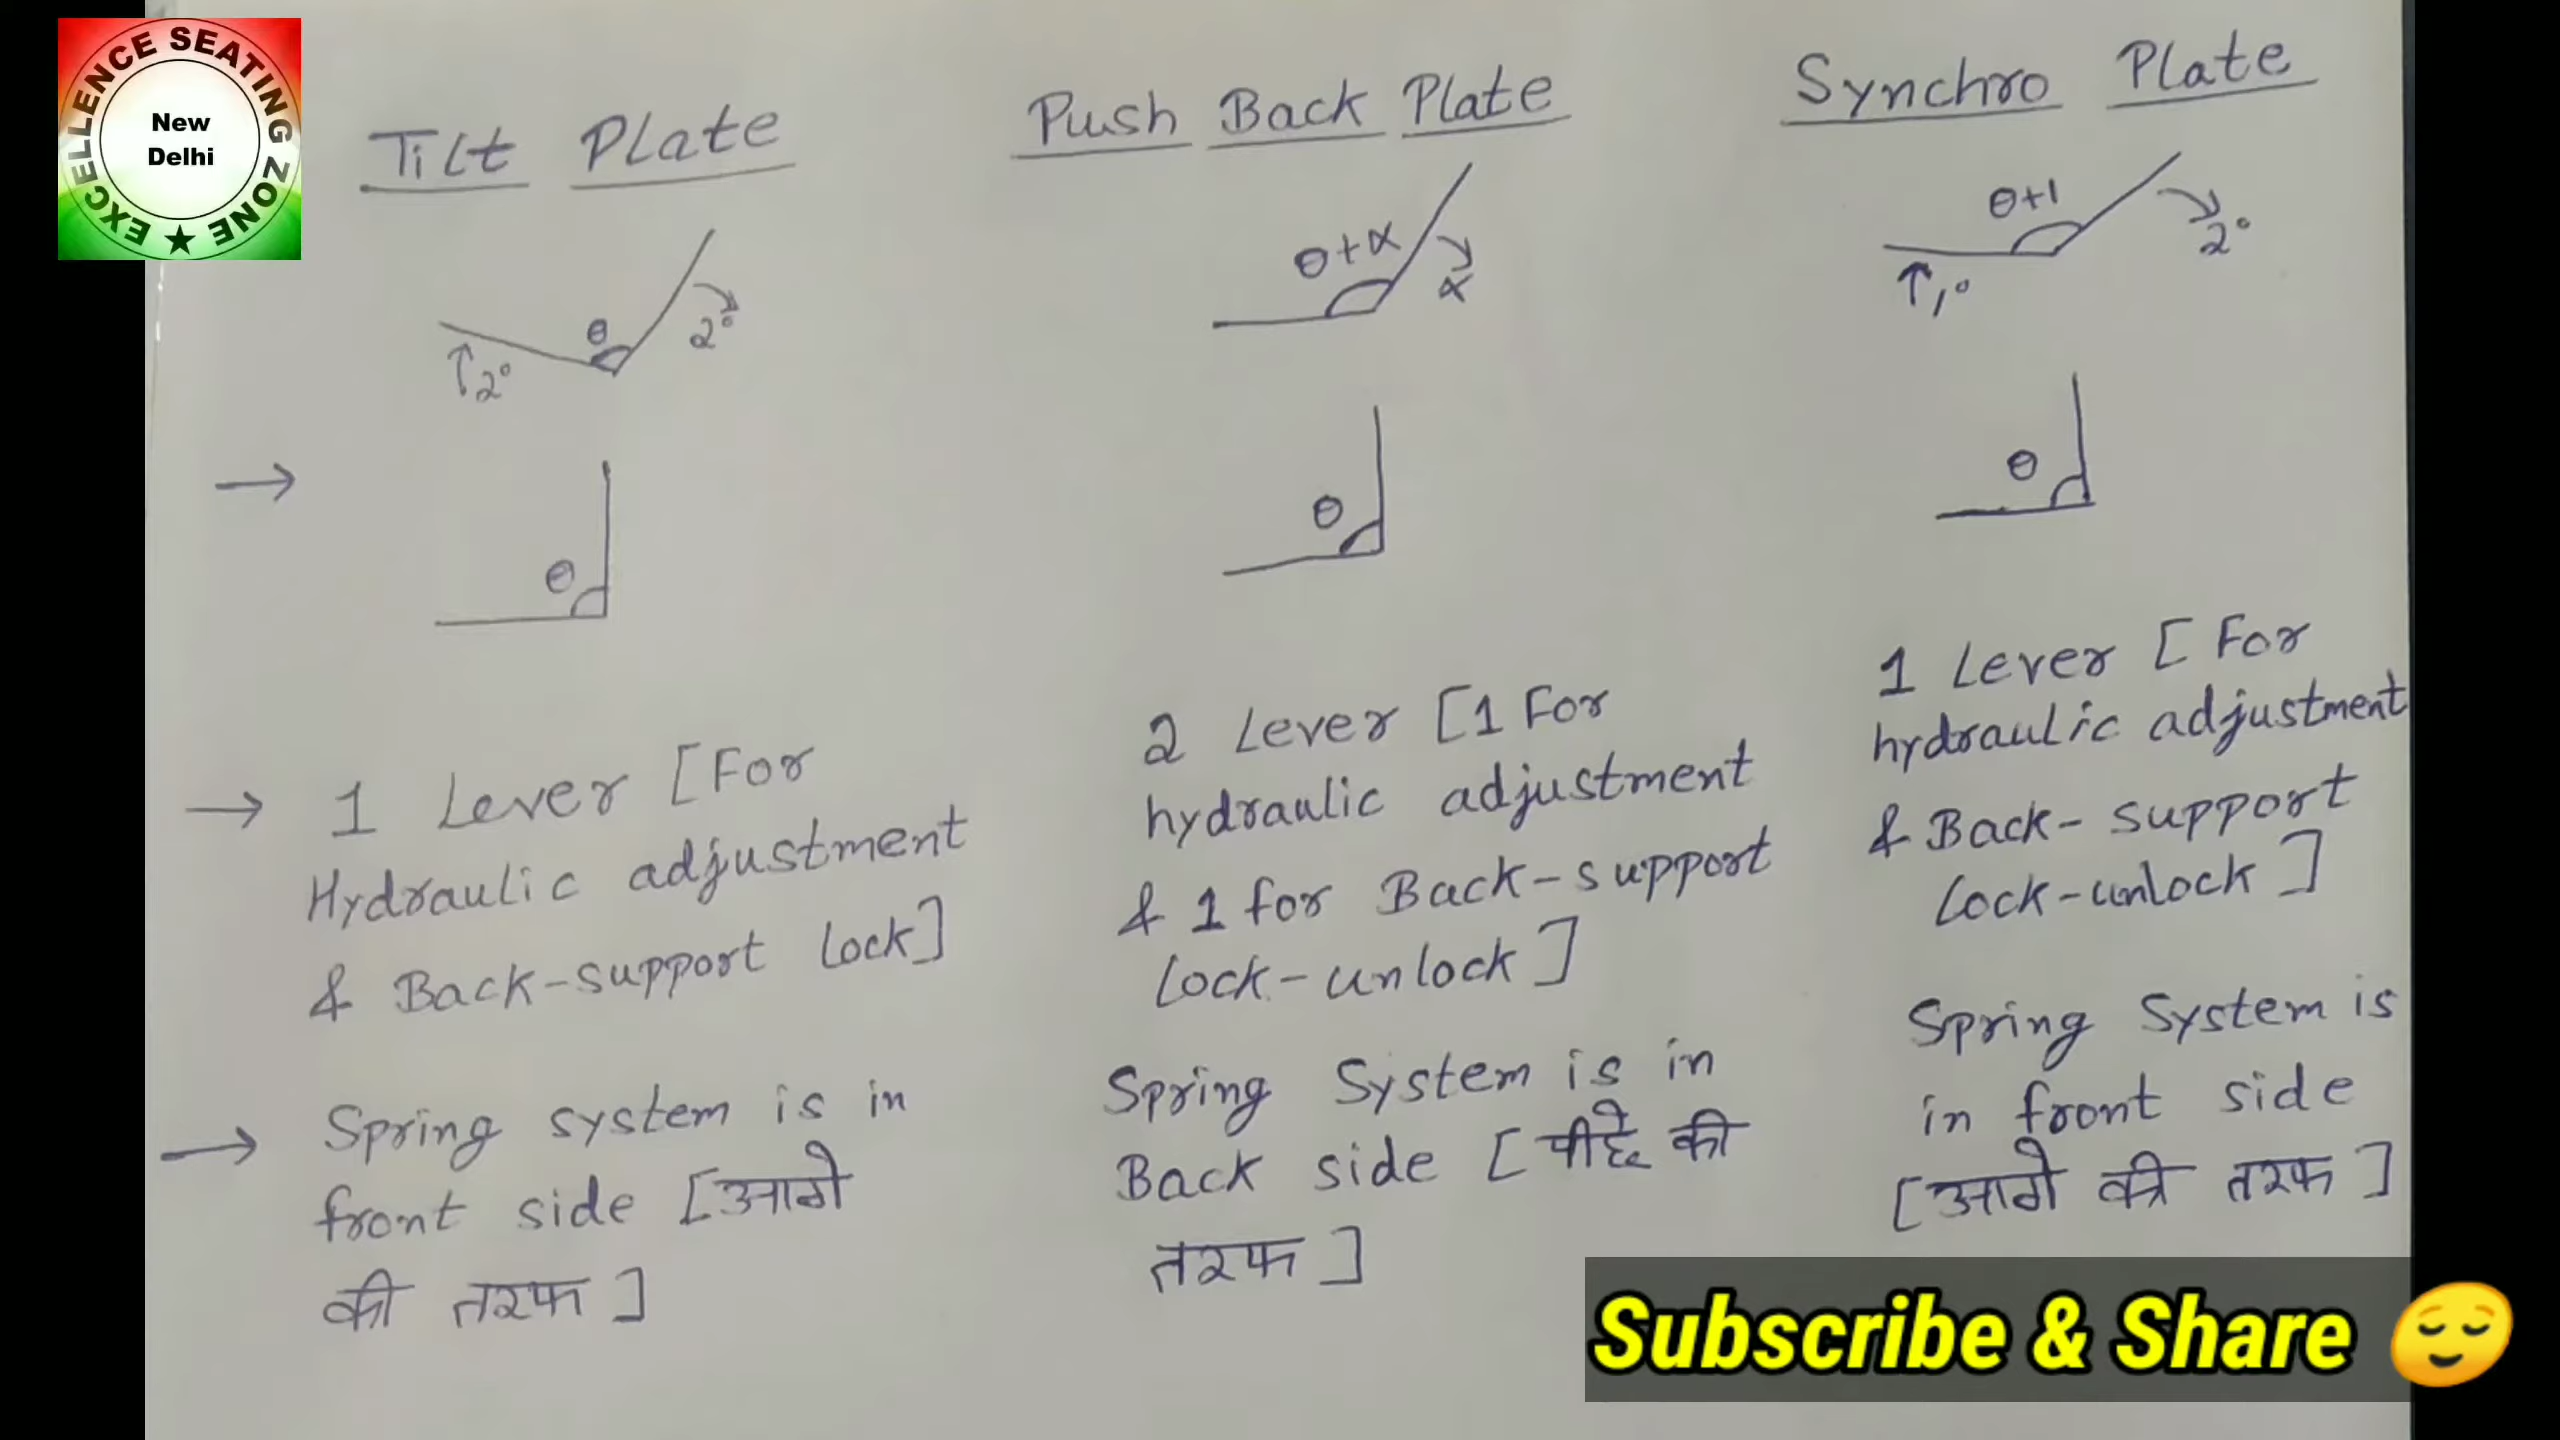 EXCELLENCE SEATING ZONE
New
Delhi
Tilt Plate
θ
2°
2°
θ
→ 1 Lever [For
Hydraulic adjustment
& Back-support lock]
→ Spring system is in
front side [आगे
की तरफ]
Push Back Plate
θ+α
α
θ
2 Lever [1 For
hydraulic adjustment
& 1 for Back-support
lock-unlock]
Spring System is in
Back side [पीछे की
तरफ]
Synchro Plate
θ+1
2°
1°
θ
1 Lever [For
hydraulic adjustment
& Back-support
lock-unlock]
Spring System is
in front side
[आगे की तरफ]
Subscribe & Share 😌